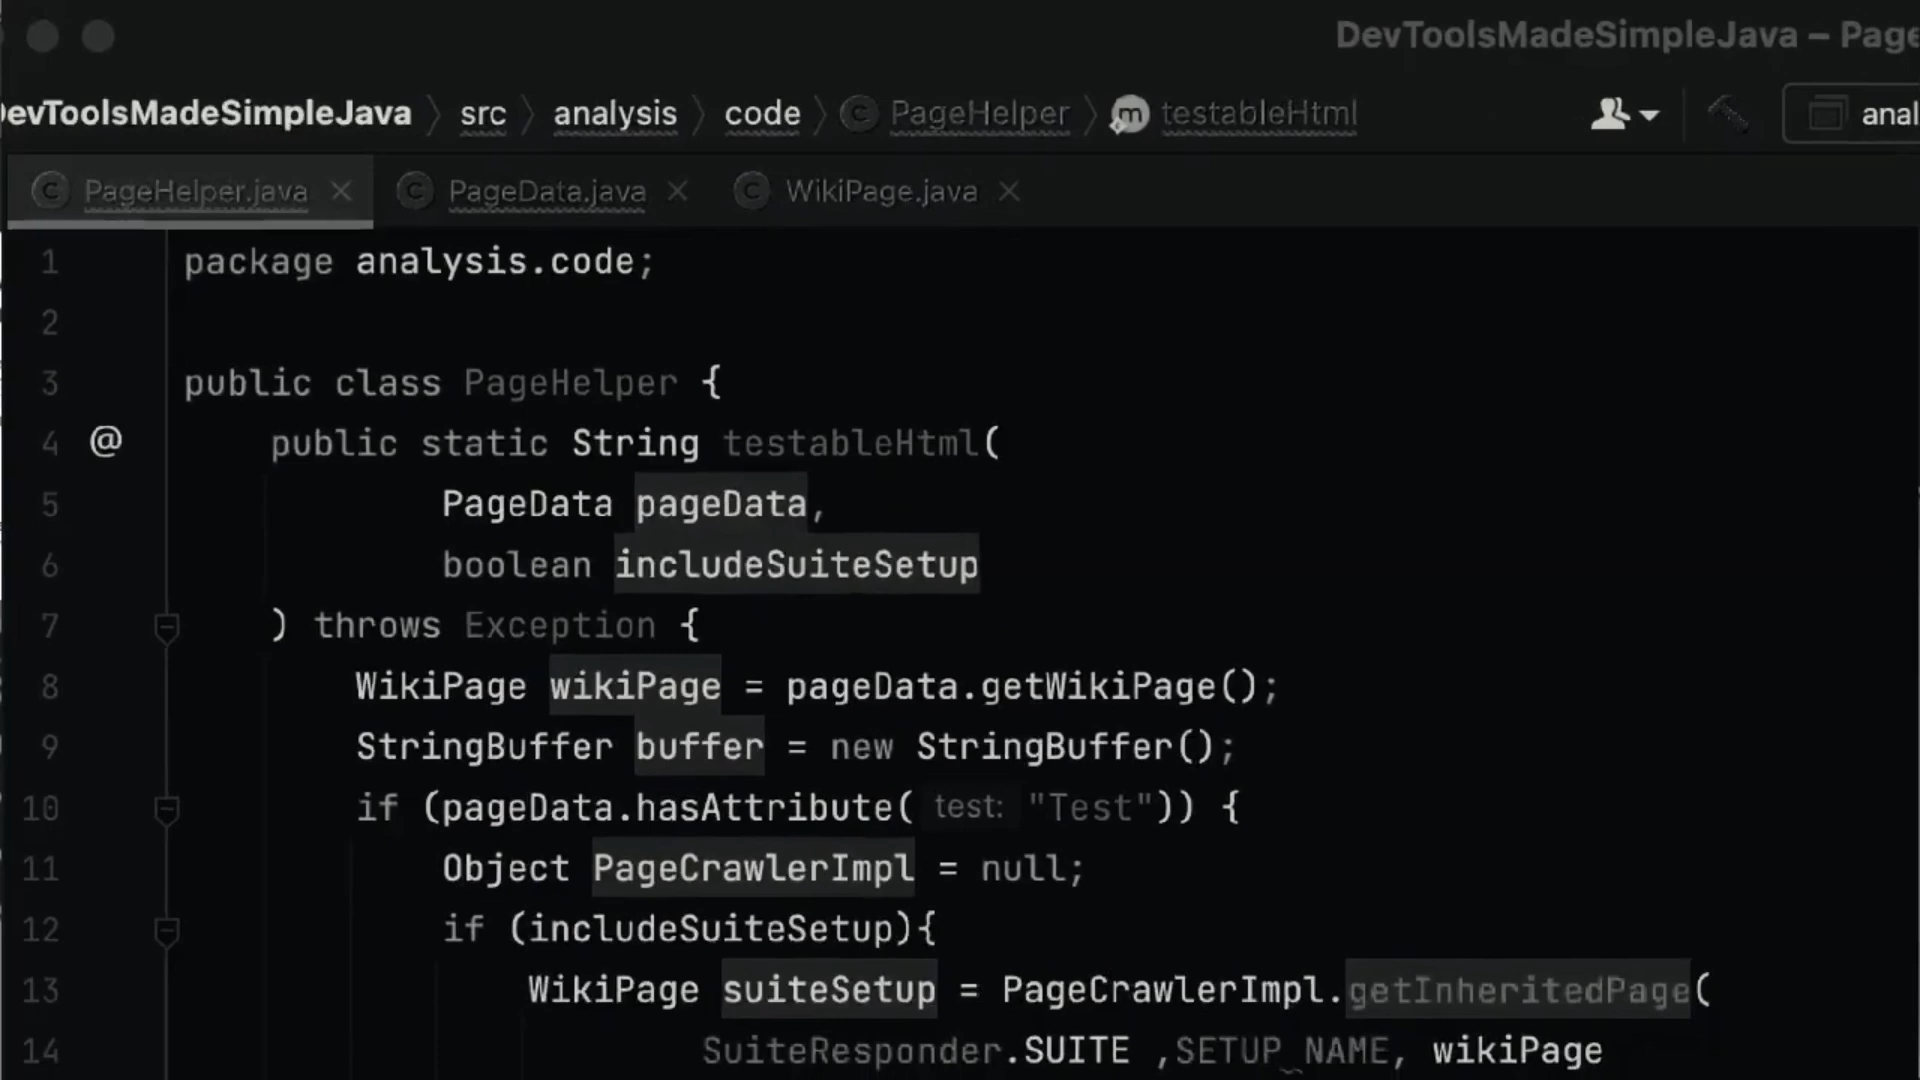 DevToolsMadeSimpleJava – Page
evToolsMadeSimpleJava src analysis code PageHelper m testableHtml anal
C PageHelper.java × C PageData.java × C WikiPage.java ×
1 package analysis.code;
2
3 public class PageHelper {
4 @ public static String testableHtml(
5 PageData pageData,
6 boolean includeSuiteSetup
7 ) throws Exception {
8 WikiPage wikiPage = pageData.getWikiPage();
9 StringBuffer buffer = new StringBuffer();
10 if (pageData.hasAttribute( test: "Test")) {
11 Object PageCrawlerImpl = null;
12 if (includeSuiteSetup){
13 WikiPage suiteSetup = PageCrawlerImpl.getInheritedPage(
14 SuiteResponder.SUITE ,SETUP_NAME, wikiPage